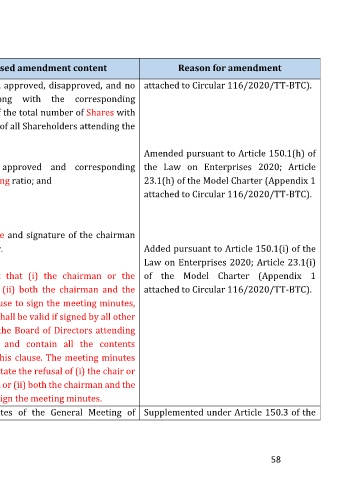 sed amendment content
Reason for amendment
approved, disapproved, and no
ong with the corresponding
f the total number of Shares with
of all Shareholders attending the
approved and corresponding
ng ratio; and
e and signature of the chairman
that (i) the chairman or the
(ii) both the chairman and the
use to sign the meeting minutes,
hall be valid if signed by all other
he Board of Directors attending
and contain all the contents
his clause. The meeting minutes
tate the refusal of (i) the chair or
or (ii) both the chairman and the
ign the meeting minutes.
tes of the General Meeting of
attached to Circular 116/2020/TT-BTC).
Amended pursuant to Article 150.1(h) of
the Law on Enterprises 2020; Article
23.1(h) of the Model Charter (Appendix 1
attached to Circular 116/2020/TT-BTC).
Added pursuant to Article 150.1(i) of the
Law on Enterprises 2020; Article 23.1(i)
of the Model Charter (Appendix 1
attached to Circular 116/2020/TT-BTC).
Supplemented under Article 150.3 of the
58